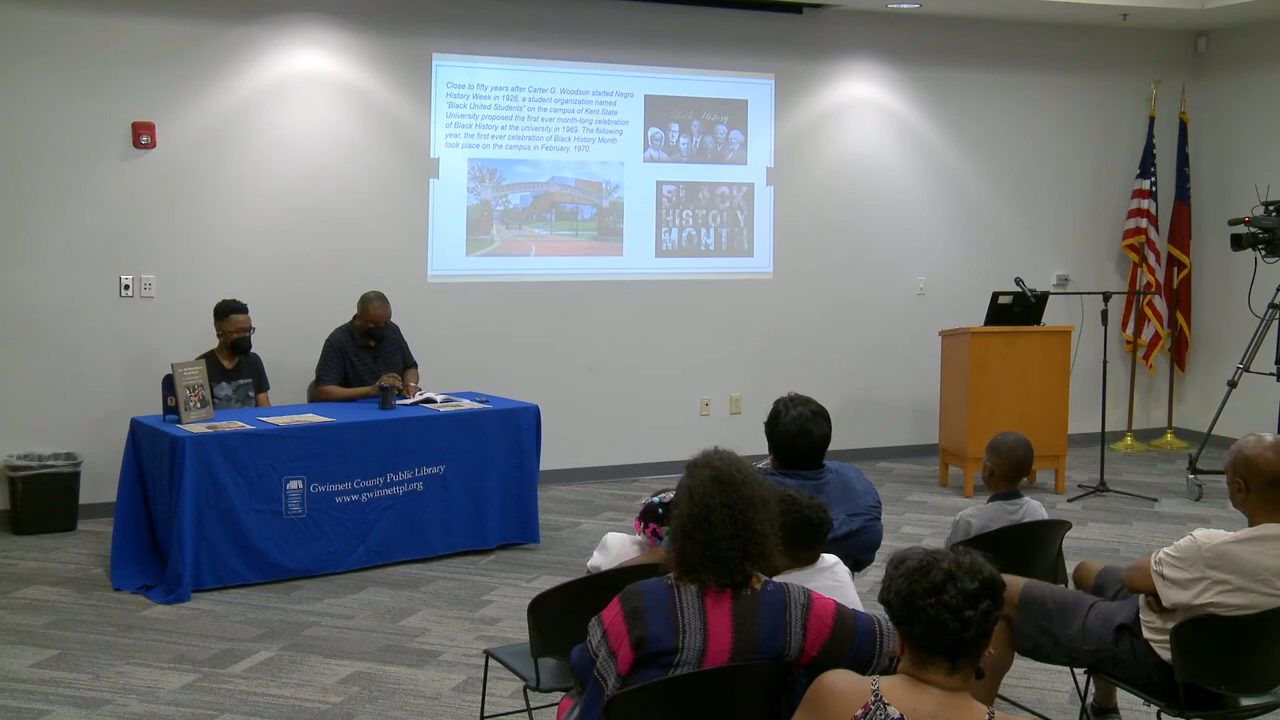 Close to fifty years after Carter G. Woodson started Negro
History Week in 1926, a student organization named
"Black United Students" on the campus of Kent State
University proposed the first ever month-long celebration
of Black History at the university in 1969. The following
year, the first ever celebration of Black History Month
took place on the campus in February, 1970.
Black History
BLACK
HISTORY
MONTH
Gwinnett County Public Library
www.gwinnettpl.org